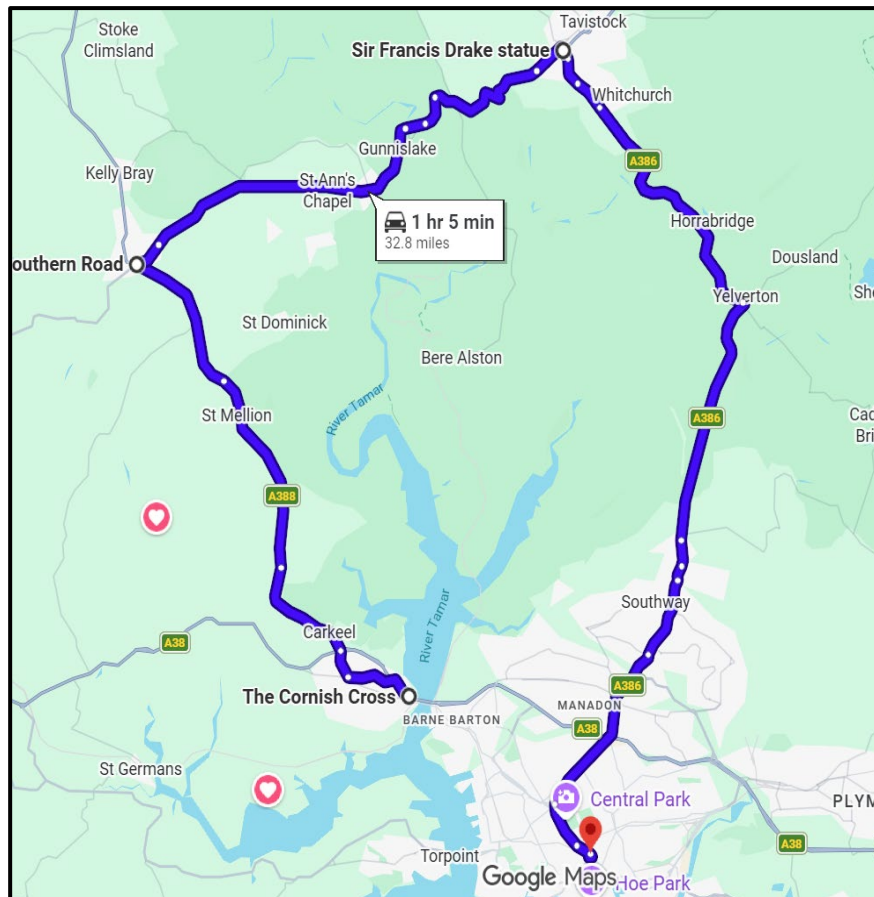 Stoke
Climsland
Tavistock
Sir Francis Drake statue
Whitchurch
Gunnislake
A386
Kelly Bray
St Ann's
Chapel
1 hr 5 min
32.8 miles
Horrabridge
Dousland
outhern Road
Yelverton
She
St Dominick
Bere Alston
River Tamar
St Mellion
A386
Cad
Bri
A388
Southway
Carkeel
River Tamar
A38
A386
The Cornish Cross
MANADON
BARNE BARTON
A38
St Germans
Central Park
PLYM
A38
Torpoint
Google Maps
Hoe Park